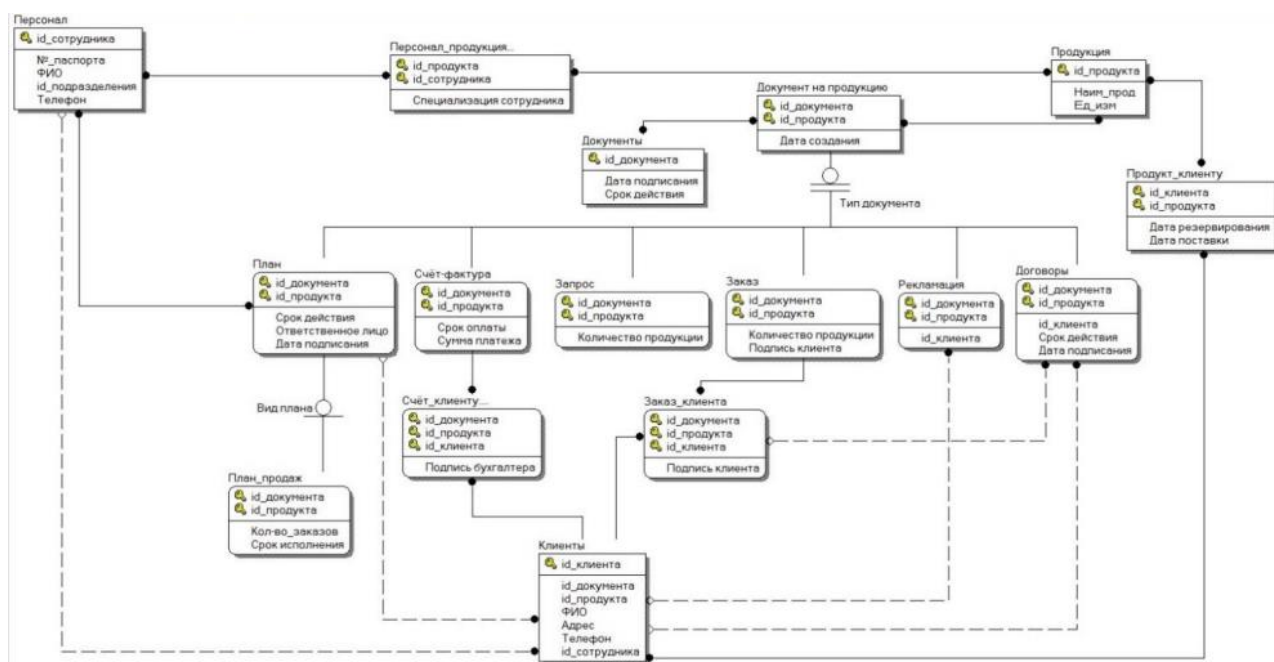 Персонал
id_сотрудника
№_паспорта
ФИО
id_подразделения
Телефон
Персонал_продукция...
id_продукта
id_сотрудника
Специализация сотрудника
Продукция
id_продукта
Наим_прод
Ед_изм
Документ на продукцию
id_документа
id_продукта
Дата создания
Документы
id_документа
Дата подписания
Срок действия
Продукт_клиенту
id_клиента
id_продукта
Дата резервирования
Дата поставки
Тип документа
План
id_документа
id_продукта
Срок действия
Ответственное лицо
Дата подписания
Счёт-фактура
id_документа
id_продукта
Срок оплаты
Сумма платежа
Запрос
id_документа
id_продукта
Количество продукции
Заказ
id_документа
id_продукта
Количество продукции
Подпись клиента
Рекламация
id_документа
id_продукта
id_клиента
Договоры
id_документа
id_продукта
id_клиента
Срок действия
Дата подписания
Вид плана
Счёт_клиенту...
id_документа
id_продукта
id_клиента
Подпись бухгалтера
Заказ_клиента
id_документа
id_продукта
id_клиента
Подпись клиента
План_продаж
id_документа
id_продукта
Кол-во_заказов
Срок исполнения
Клиенты
id_клиента
id_документа
id_продукта
ФИО
Адрес
Телефон
id_сотрудника